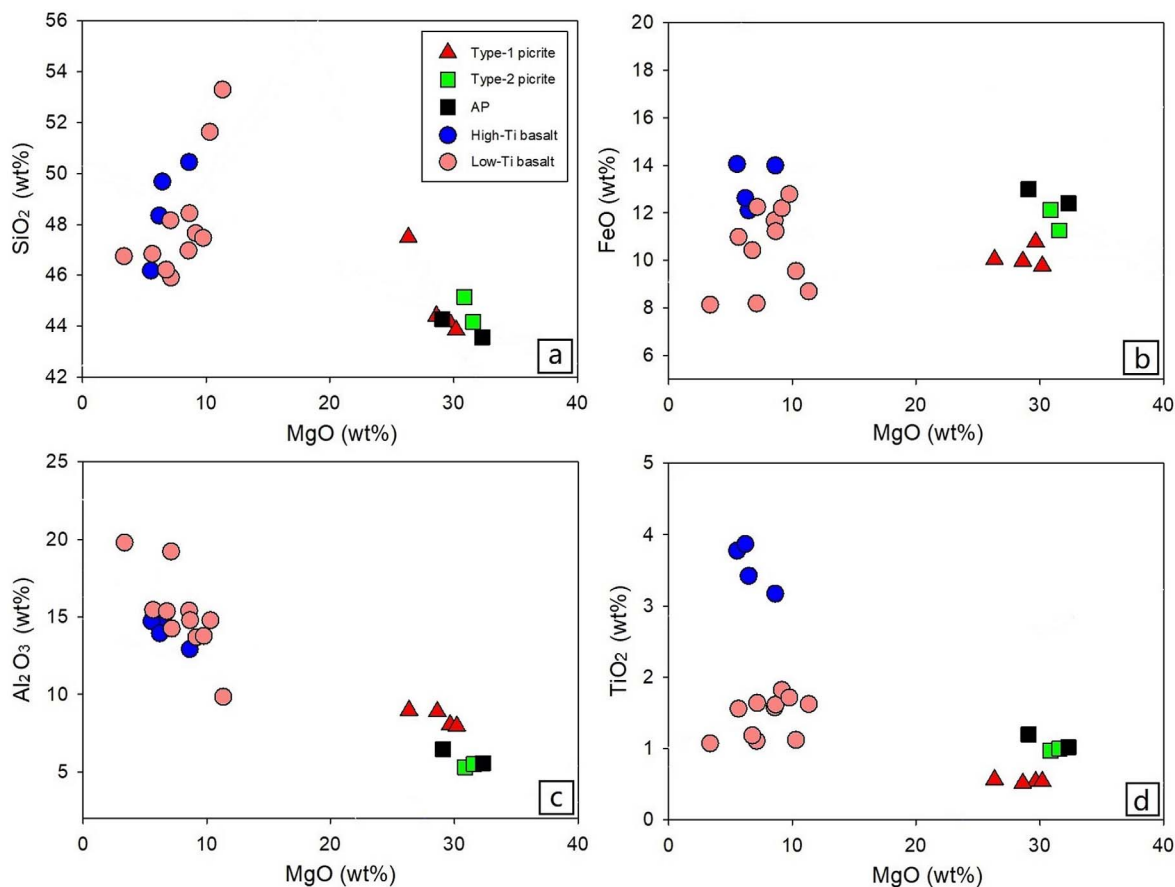 56
54
52
50
48
46
44
42
SiO₂ (wt%)
Type-1 picrite
Type-2 picrite
AP
High-Ti basalt
Low-Ti basalt
a
0 10 20 30 40
MgO (wt%)
20
18
16
14
12
10
8
6
FeO (wt%)
b
0 10 20 30 40
MgO (wt%)
25
20
15
10
5
Al₂O₃ (wt%)
c
0 10 20 30 40
MgO (wt%)
5
4
3
2
1
0
TiO₂ (wt%)
d
0 10 20 30 40
MgO (wt%)